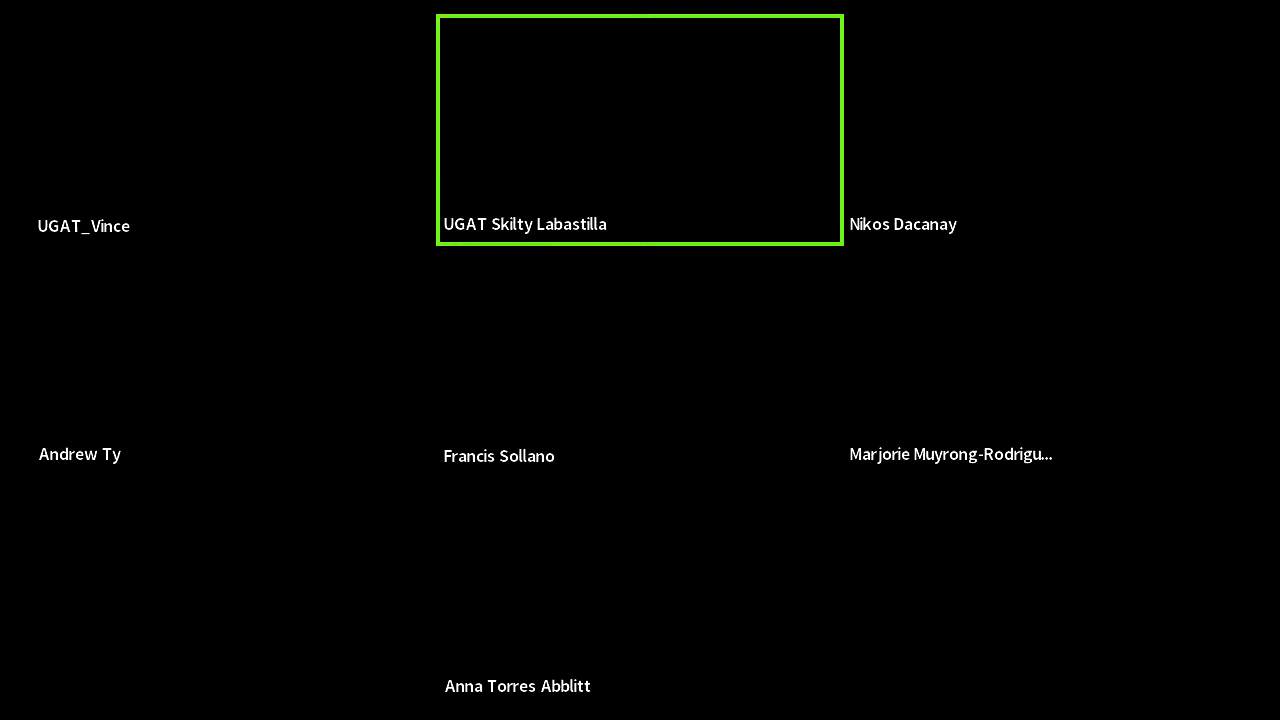 UGAT_Vince
UGAT Skilty Labastilla
Nikos Dacanay
Andrew Ty
Francis Sollano
Marjorie Muyrong-Rodrigu...
Anna Torres Abblitt